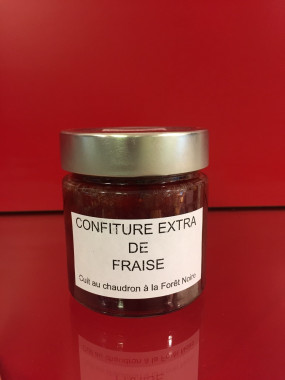 CONFITURE EXTRA
DE
FRAISE
Cuit au chaudron à la Forêt Noire